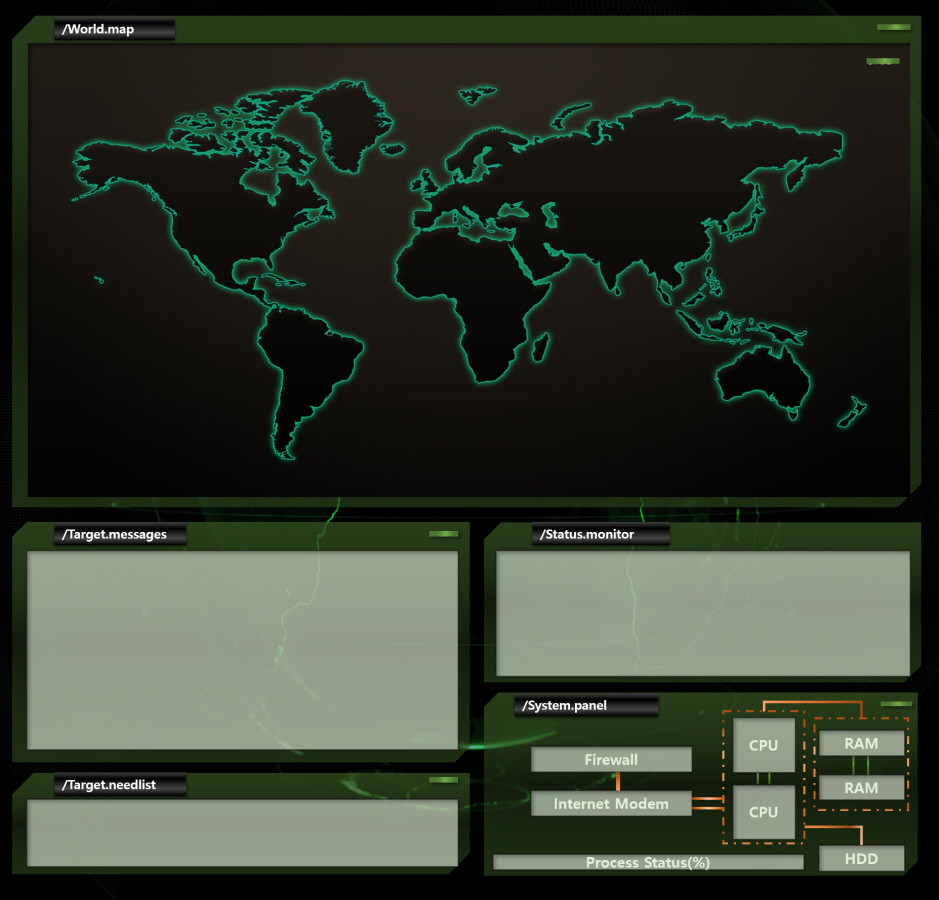 /World.map
/Target.messages
/Status.monitor
/System.panel
CPU
RAM
Firewall
RAM
Internet Modem
CPU
/Target.needlist
Process Status(%)
HDD